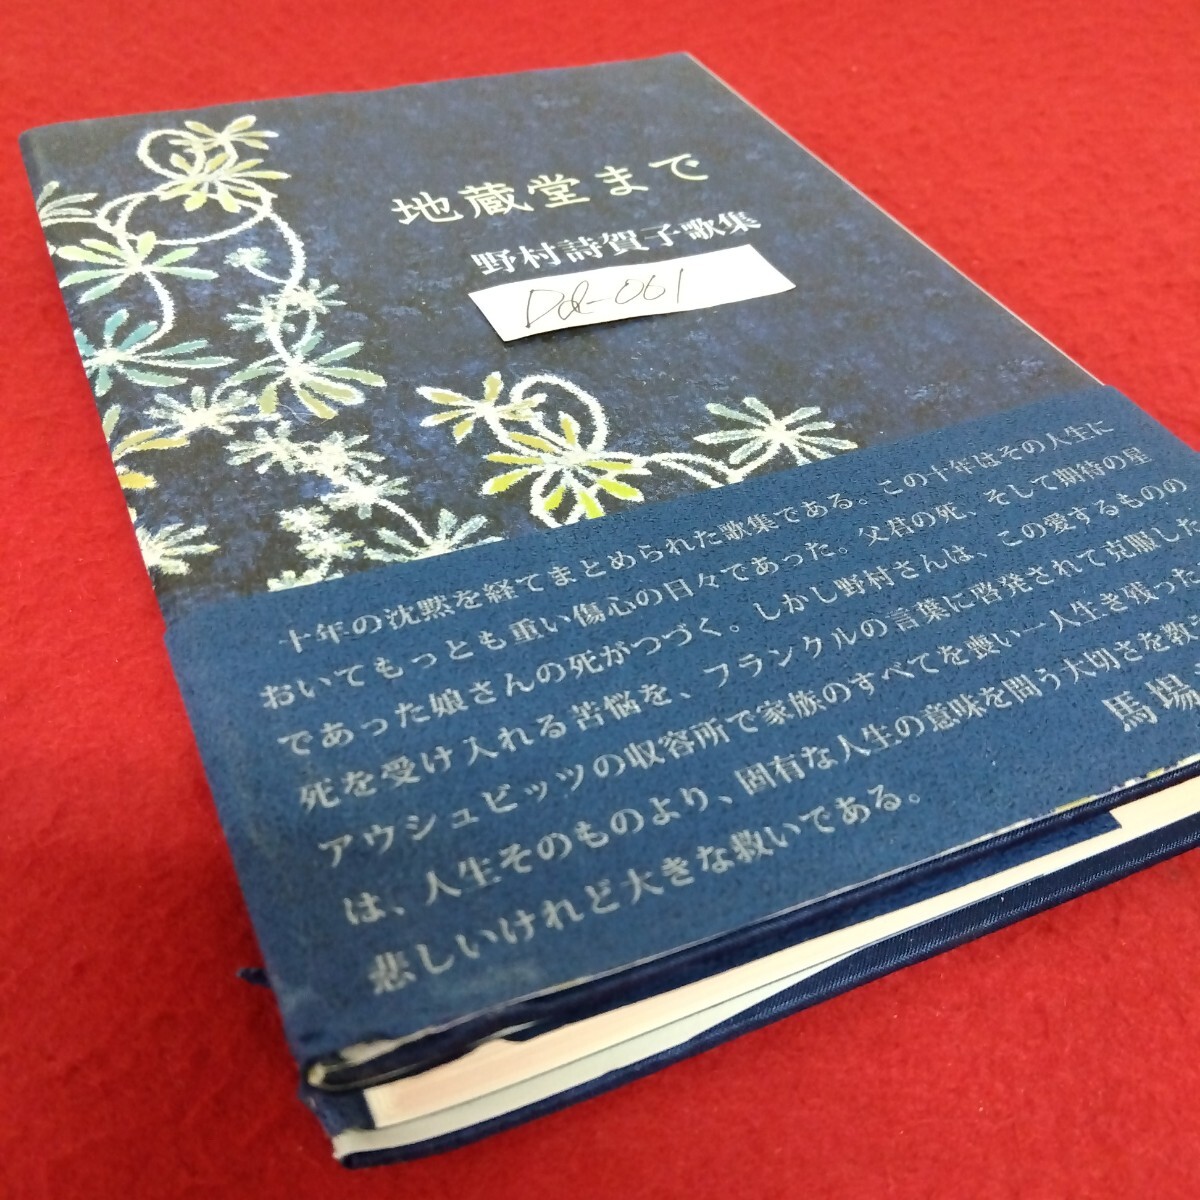 地蔵堂まで
野村詩賀子歌集
Dd-061
十年の沈黙を経てまとめられた歌集である。この十年はその人生に
おいてもっとも重い傷心の日々であった。父君の死、そして期待の星
であった娘さんの死がつづく。しかし野村さんは、この愛するものの
死を受け入れる苦悩を、フランクルの言葉に啓発されて克服した
アウシュビッツの収容所で家族のすべてを喪い一人生き残った
は、人生そのものより、固有な人生の意味を問う大切さを教
悲しいけれど大きな救いである。
馬場